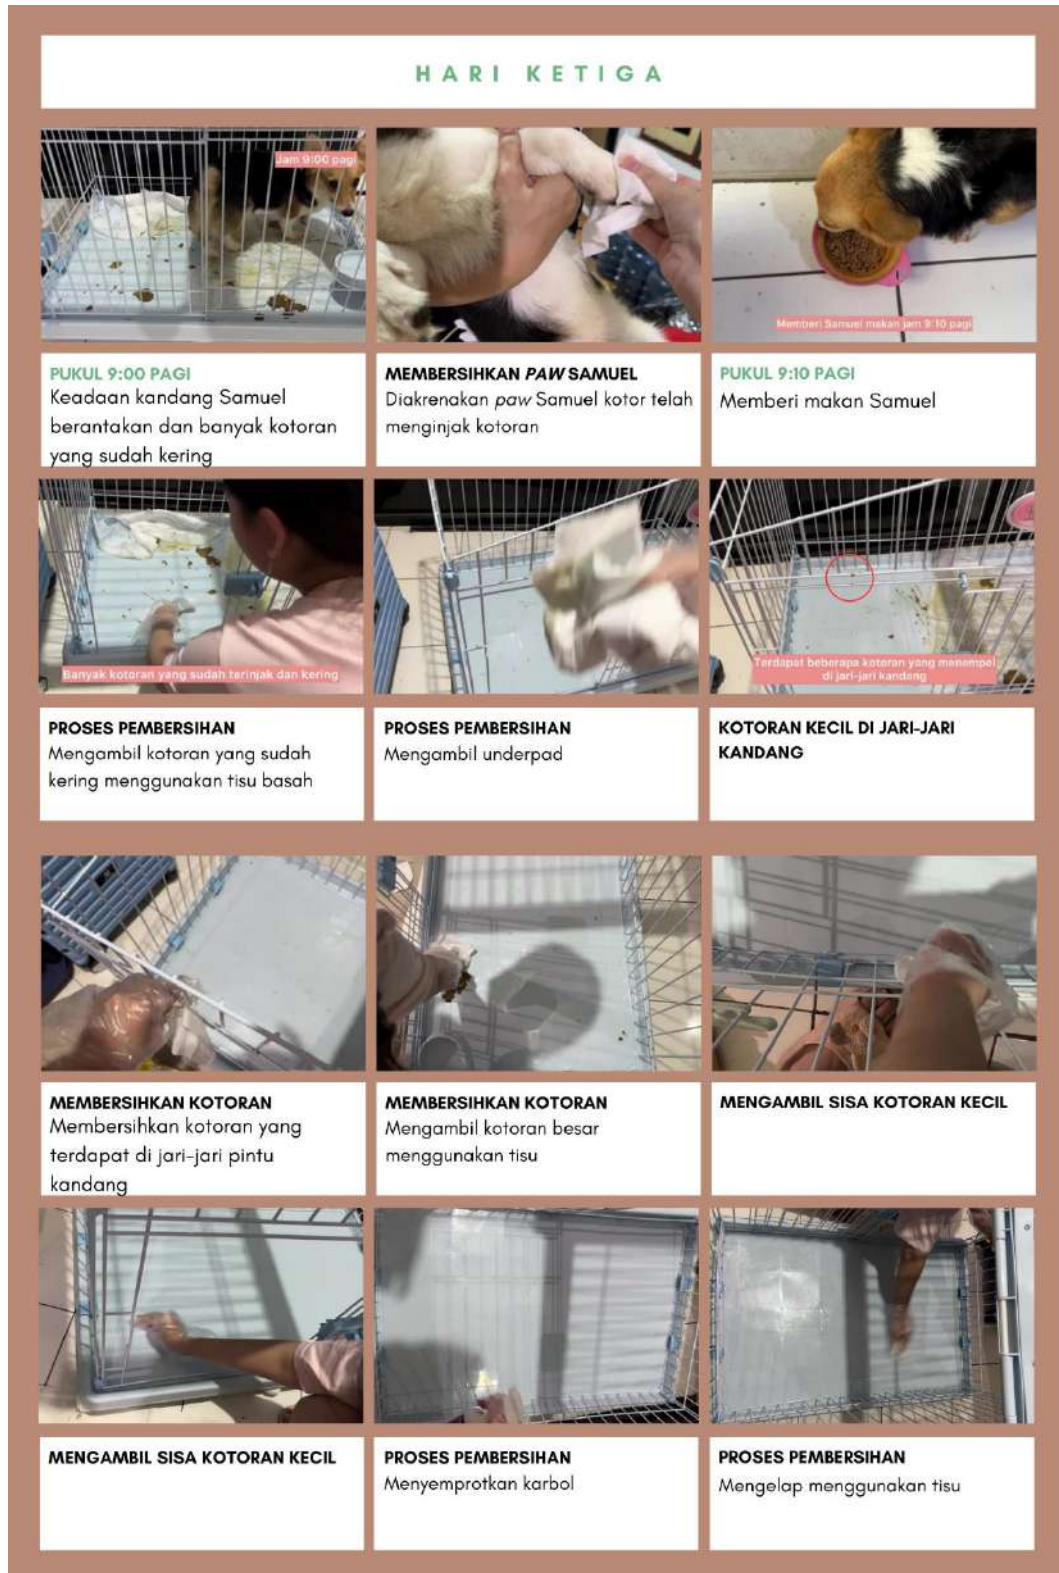 HARI KETIGA
Jam 9:00 pagi
Memberi Samuel makan jam 9:10 pagi
PUKUL 9:00 PAGI
Keadaan kandang Samuel
berantakan dan banyak kotoran
yang sudah kering
MEMBERSIHKAN PAW SAMUEL
Diakrenakan paw Samuel kotor telah
menginjak kotoran
PUKUL 9:10 PAGI
Memberi makan Samuel
Banyak kotoran yang sudah terinjak dan kering
Terdapat beberapa kotoran yang menempel
di jari-jari kandang
PROSES PEMBERSIHAN
Mengambil kotoran yang sudah
kering menggunakan tisu basah
PROSES PEMBERSIHAN
Mengambil underpad
KOTORAN KECIL DI JARI-JARI
KANDANG
MEMBERSIHKAN KOTORAN
Membersihkan kotoran yang
terdapat di jari-jari pintu
kandang
MEMBERSIHKAN KOTORAN
Mengambil kotoran besar
menggunakan tisu
MENGAMBIL SISA KOTORAN KECIL
MENGAMBIL SISA KOTORAN KECIL
PROSES PEMBERSIHAN
Menyemprotkan karbol
PROSES PEMBERSIHAN
Mengelap menggunakan tisu